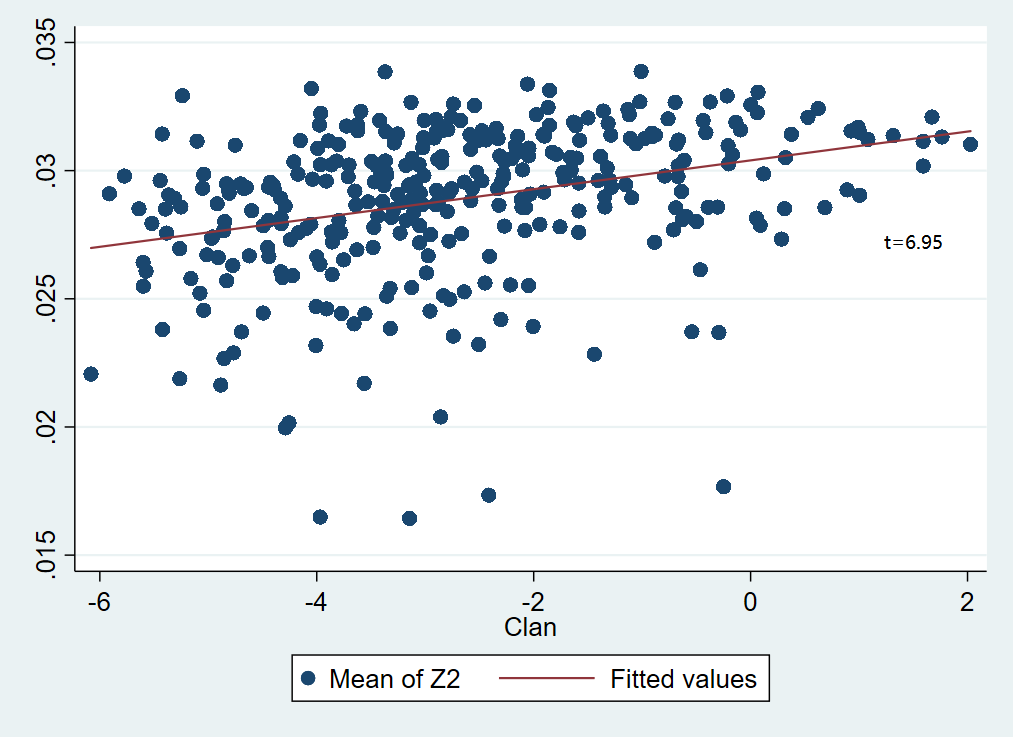 .035
.03
.025
.02
.015
t=6.95
-6 -4 -2 0 2
Clan
Mean of Z2 Fitted values